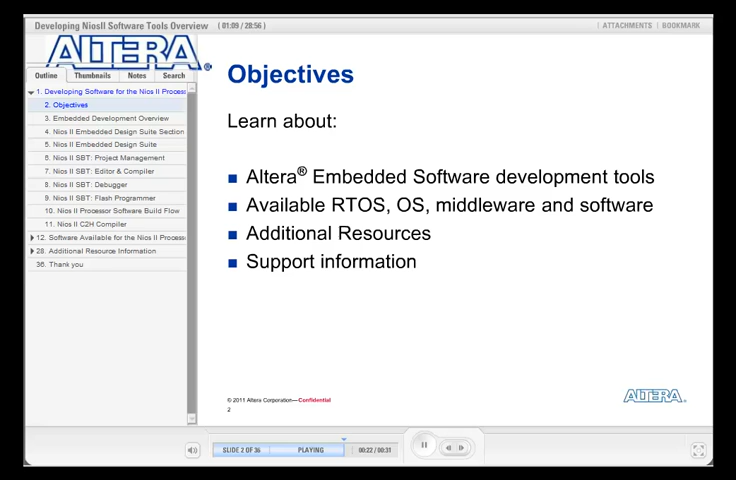 Developing NiosII Software Tools Overview ( 01:09 / 28:56 )
ATTACHMENTS
BOOKMARK
ALTERA®
Outline
Thumbnails
Notes
Search
1. Developing Software for the Nios II Process
2. Objectives
3. Embedded Development Overview
4. Nios II Embedded Design Suite Section
5. Nios II Embedded Design Suite
6. Nios II SBT: Project Management
7. Nios II SBT: Editor & Compiler
8. Nios II SBT: Debugger
9. Nios II SBT: Flash Programmer
10. Nios II Processor Software Build Flow
11. Nios II C2H Compiler
12. Software Available for the Nios II Process
28. Additional Resource Information
36. Thank you
Objectives
Learn about:
■ Altera® Embedded Software development tools
■ Available RTOS, OS, middleware and software
■ Additional Resources
■ Support information
© 2011 Altera Corporation—Confidential
2
ALTERA.
SLIDE 2 OF 36
PLAYING
00:22 / 00:31